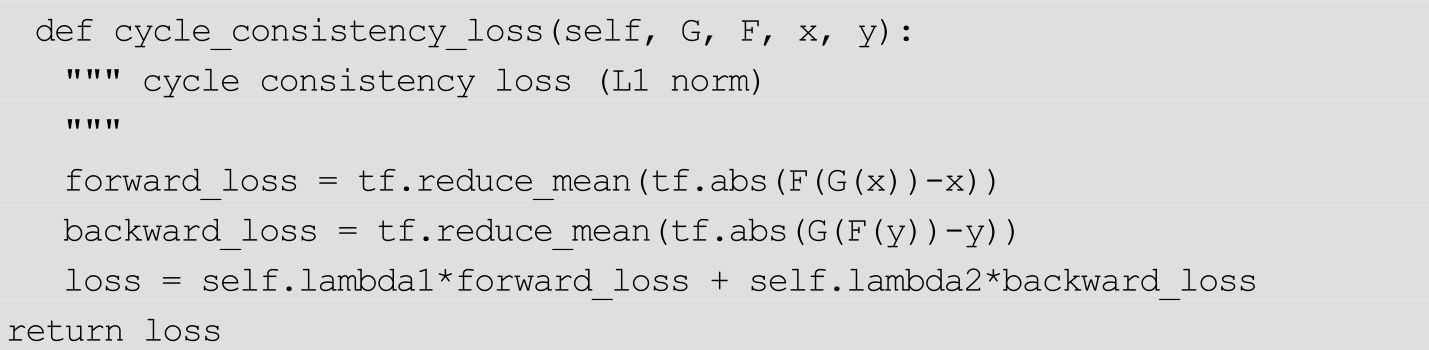 def cycle_consistency_loss(self, G, F, x, y):
""" cycle consistency loss (L1 norm)
"""
forward_loss = tf.reduce_mean(tf.abs(F(G(x))-x))
backward_loss = tf.reduce_mean(tf.abs(G(F(y))-y))
loss = self.lambda1*forward_loss + self.lambda2*backward_loss
return loss